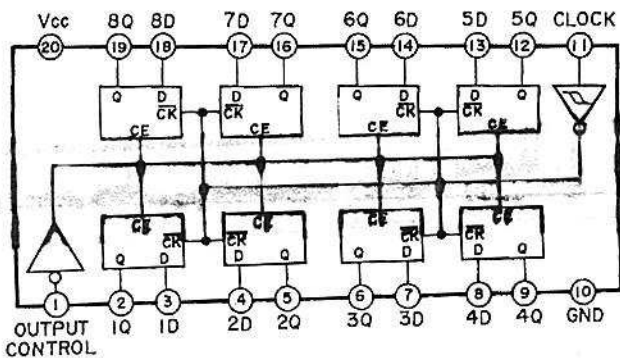 Vcc 8Q 8D 7D 7Q 6Q 6D 5D 5Q CLOCK
20 19 18 17 16 15 14 13 12 11
Q D D Q Q D D Q
CK CK CK CK
CE CE CE CE
CE CE CE CE
CK CK CK CK
Q D D Q Q D D Q
1 2 3 4 5 6 7 8 9 10
OUTPUT CONTROL 1Q 1D 2D 2Q 3Q 3D 4D 4Q GND